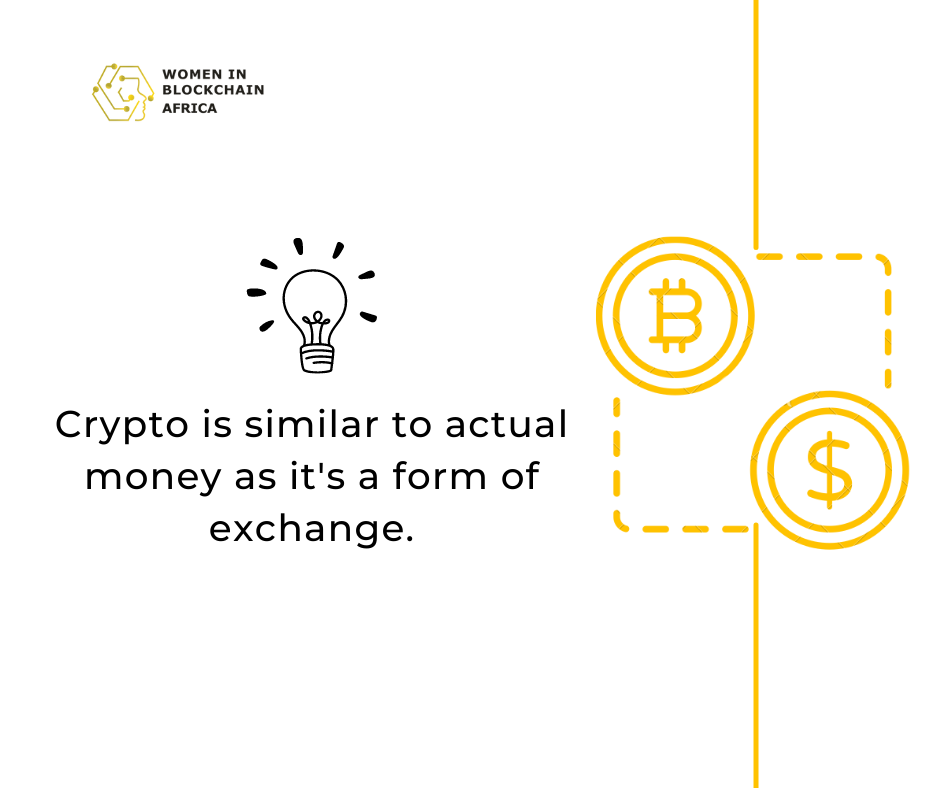 WOMEN IN
BLOCKCHAIN
AFRICA
Crypto is similar to actual
money as it's a form of
exchange.